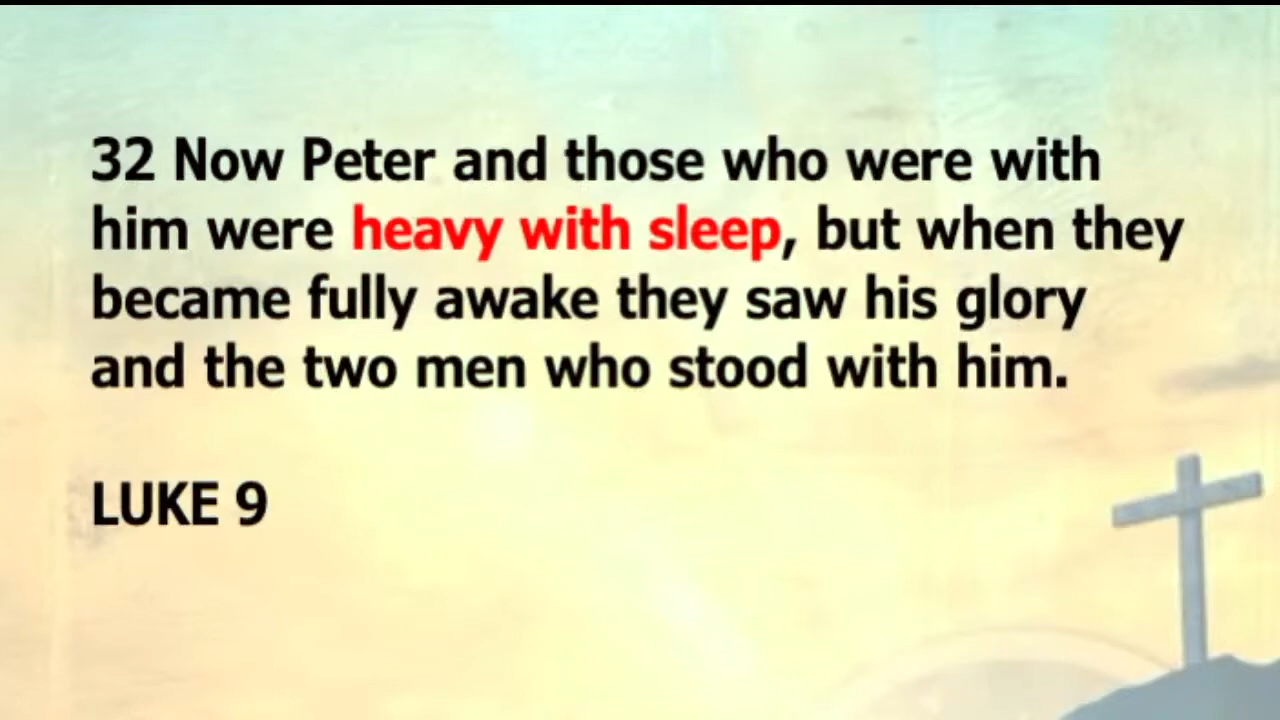 32 Now Peter and those who were with
him were heavy with sleep, but when they
became fully awake they saw his glory
and the two men who stood with him.
LUKE 9